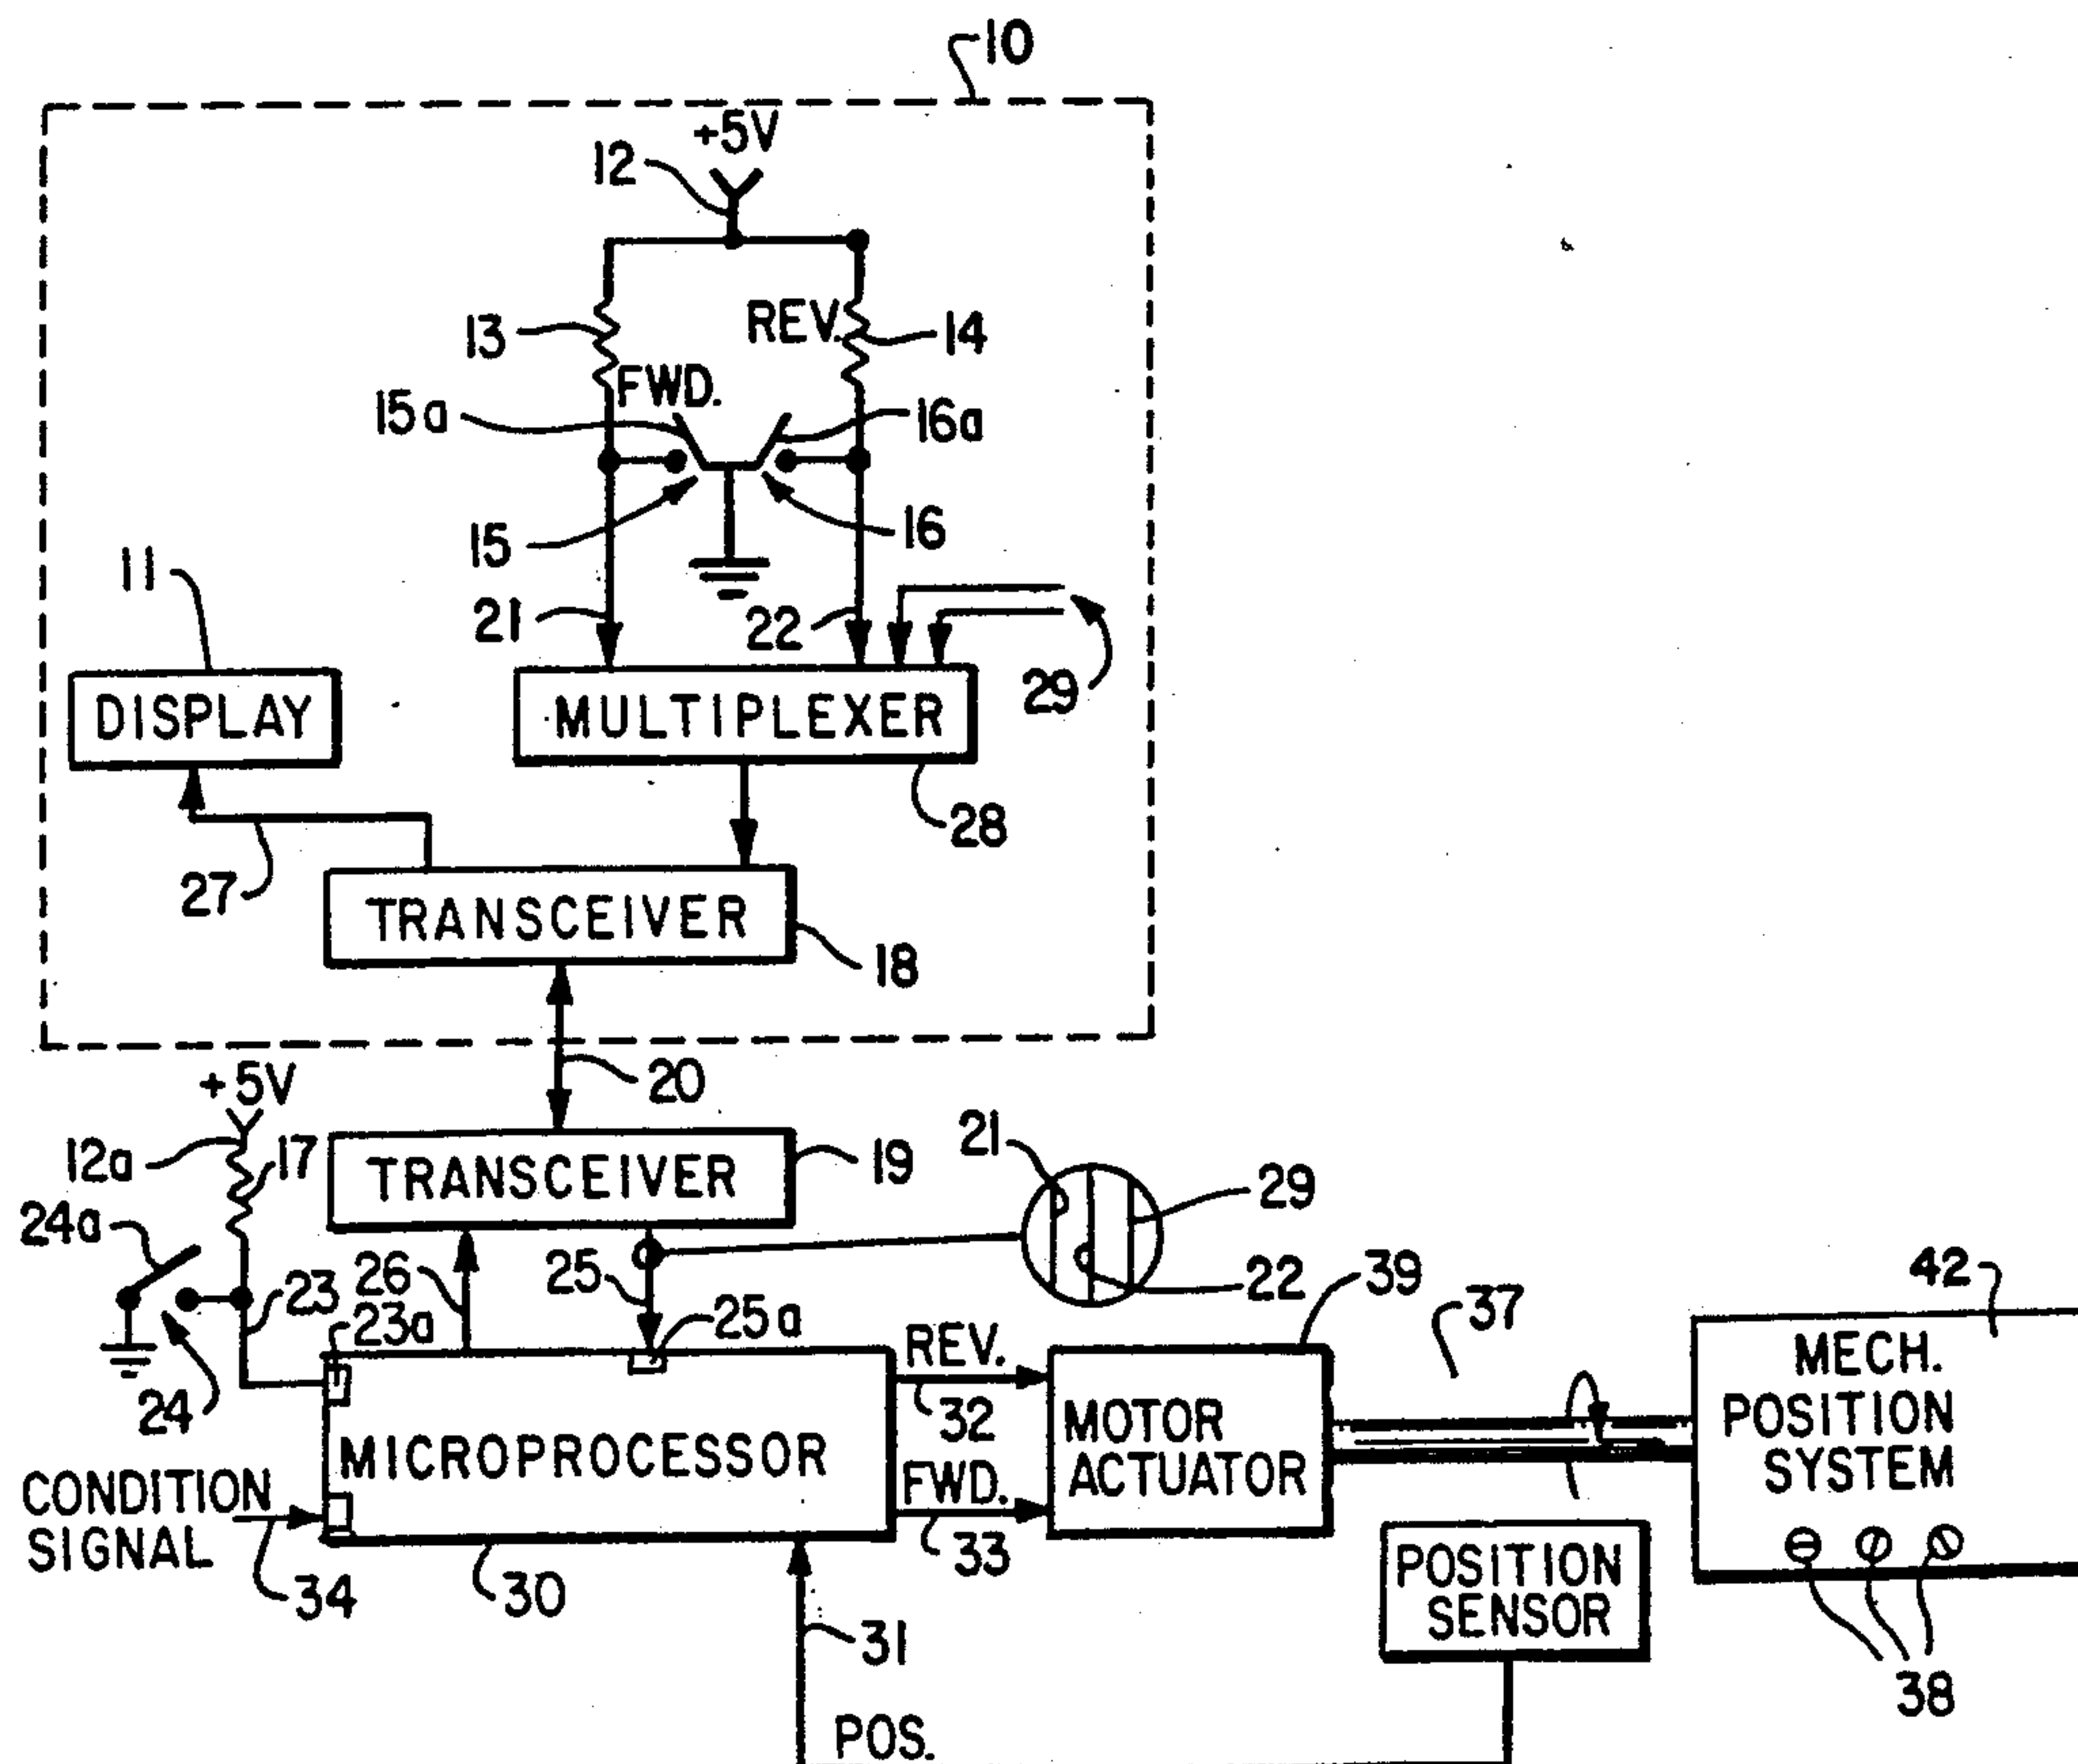 10
+5V
12
13
REV.
14
FWD.
15a
16a
15
16
11
21
22
29
DISPLAY
MULTIPLEXER
28
27
TRANSCEIVER
18
20
+5V
12a
17
TRANSCEIVER
19
21
29
24a
26
25
22
39
42
23
23a
25a
37
24
REV.
32
MECH.
POSITION
SYSTEM
MICROPROCESSOR
MOTOR
ACTUATOR
CONDITION
SIGNAL
FWD.
33
34
30
POSITION
SENSOR
31
38
POS.